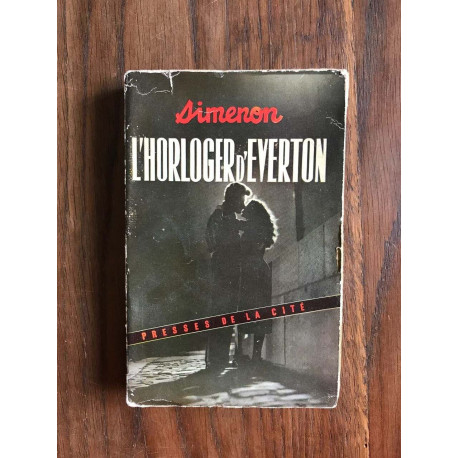 Simenon
L'HORLOGER D'EVERTON
PRESSES DE LA CITÉ